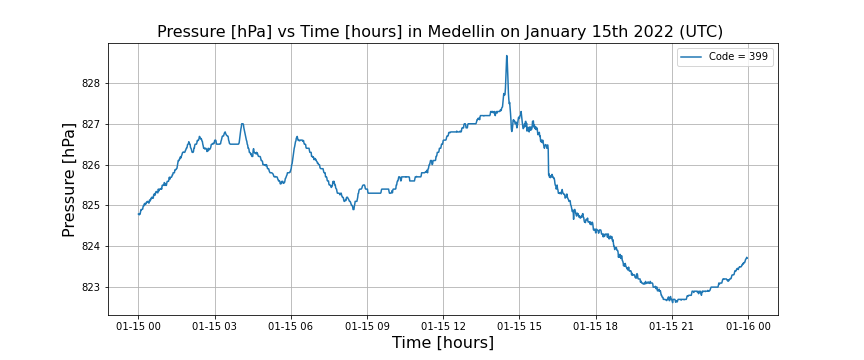 Pressure [hPa] vs Time [hours] in Medellin on January 15th 2022 (UTC)
Code = 399
828
827
826
825
824
823
Pressure [hPa]
01-15 00 01-15 03 01-15 06 01-15 09 01-15 12 01-15 15 01-15 18 01-15 21 01-16 00
Time [hours]